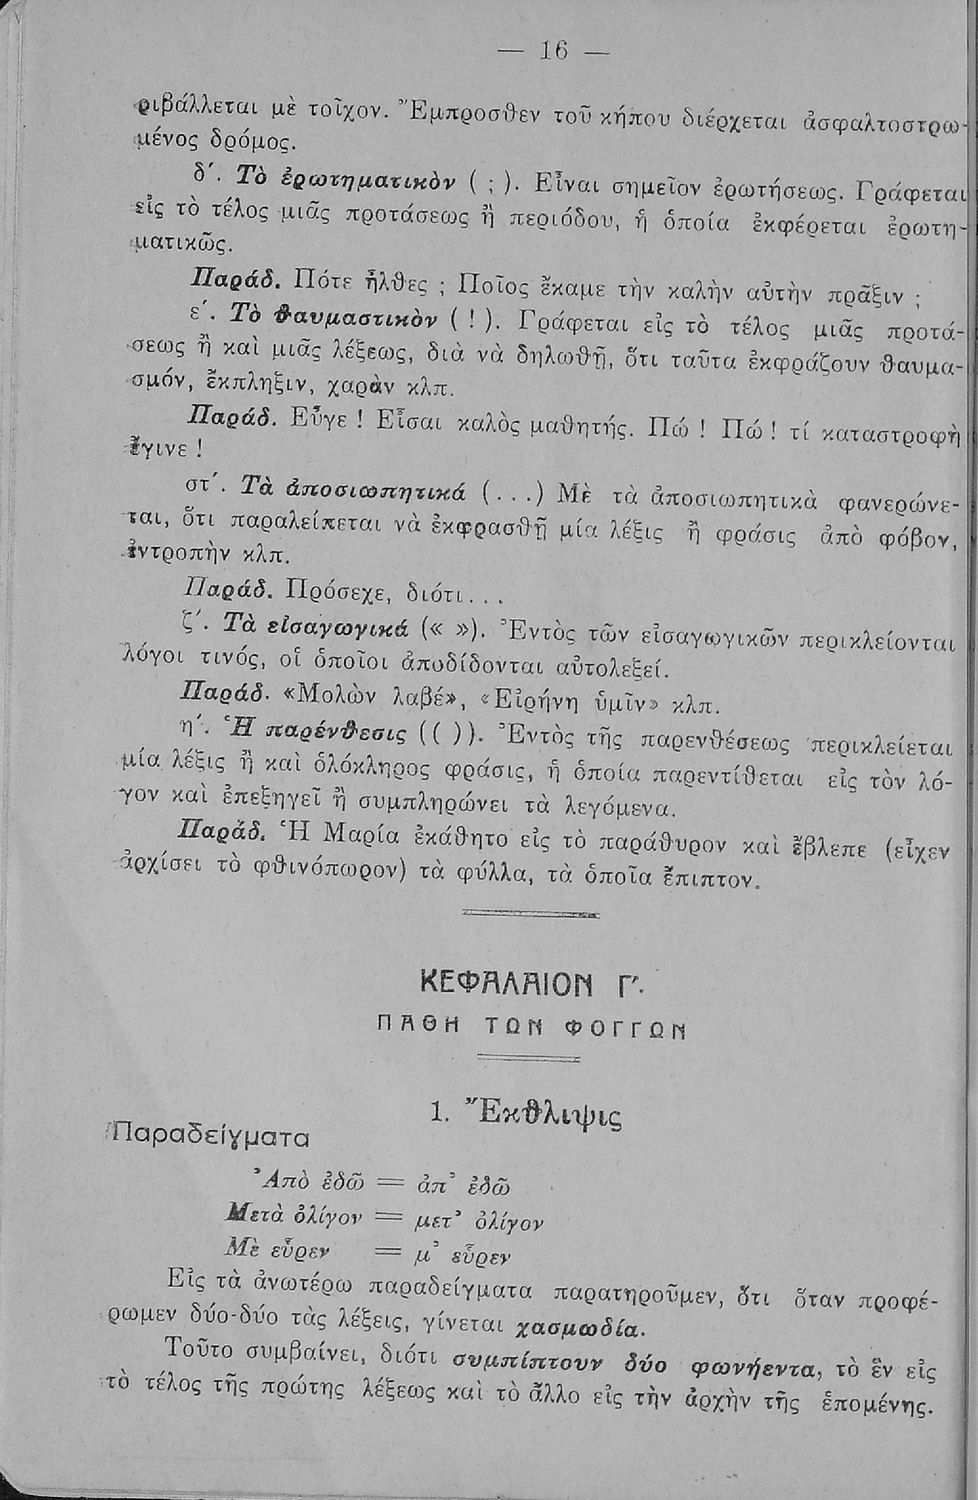 — 16 —
ριβάλλεται μὲ τοῖχον. Ἔμπροσθεν τοῦ κήπου διέρχεται ἀσφαλτοστρω-
μένος δρόμος.
δ΄. Τὸ ἐρωτηματικὸν ( ; ). Εἶναι σημεῖον ἐρωτήσεως. Γράφεται
εἰς τὸ τέλος μιᾶς προτάσεως ἢ περιόδου, ἡ ὁποία ἐκφέρεται ἐρωτη-
ματικῶς.
Παράδ. Πότε ἦλθες ; Ποῖος ἔκαμε τὴν καλὴν αὐτὴν πρᾶξιν ;
ε΄. Τὸ θαυμαστικὸν ( ! ). Γράφεται εἰς τὸ τέλος μιᾶς προτά-
σεως ἢ καὶ μιᾶς λέξεως, διὰ νὰ δηλωθῇ, ὅτι ταῦτα ἐκφράζουν θαυμα-
σμόν, ἔκπληξιν, χαρὰν κλπ.
Παράδ. Εὖγε ! Εἶσαι καλὸς μαθητής. Πώ ! Πώ ! τί καταστροφὴ
ἔγινε !
στ΄. Τὰ ἀποσιωπητικά (...) Μὲ τὰ ἀποσιωπητικὰ φανερώνε-
ται, ὅτι παραλείπεται νὰ ἐκφρασθῇ μία λέξις ἢ φράσις ἀπὸ φόβον,
ἐντροπὴν κλπ.
Παράδ. Πρόσεχε, διότι...
ζ΄. Τὰ εἰσαγωγικά (« »). Ἐντὸς τῶν εἰσαγωγικῶν περικλείονται
λόγοι τινός, οἱ ὁποῖοι ἀποδίδονται αὐτολεξεί.
Παράδ. «Μολὼν λαβέ», «Εἰρήνη ὑμῖν» κλπ.
η΄. Ἡ παρένθεσις (( )). Ἐντὸς τῆς παρενθέσεως περικλείεται
μία λέξις ἢ καὶ ὁλόκληρος φράσις, ἡ ὁποία παρεντίθεται εἰς τὸν λό-
γον καὶ ἐπεξηγεῖ ἢ συμπληρώνει τὰ λεγόμενα.
Παράδ. Ἡ Μαρία ἐκάθητο εἰς τὸ παράθυρον καὶ ἔβλεπε (εἶχεν
ἀρχίσει τὸ φθινόπωρον) τὰ φύλλα, τὰ ὁποῖα ἔπιπτον.
ΚΕΦΑΛΑΙΟΝ Γ΄.
ΠΑΘΗ ΤΩΝ ΦΟΓΓΩΝ
1. Ἔκθλιψις
Παραδείγματα
Ἀπὸ ἐδῶ = ἀπ᾿ ἐδῶ
Μετὰ ὀλίγον = μετ᾿ ὀλίγον
Μὲ εὗρεν = μ᾿ εὗρεν
Εἰς τὰ ἀνωτέρω παραδείγματα παρατηροῦμεν, ὅτι ὅταν προφέ-
ρωμεν δύο-δύο τὰς λέξεις, γίνεται χασμωδία.
Τοῦτο συμβαίνει, διότι συμπίπτουν δύο φωνήεντα, τὸ ἓν εἰς
τὸ τέλος τῆς πρώτης λέξεως καὶ τὸ ἄλλο εἰς τὴν ἀρχὴν τῆς ἑπομένης.